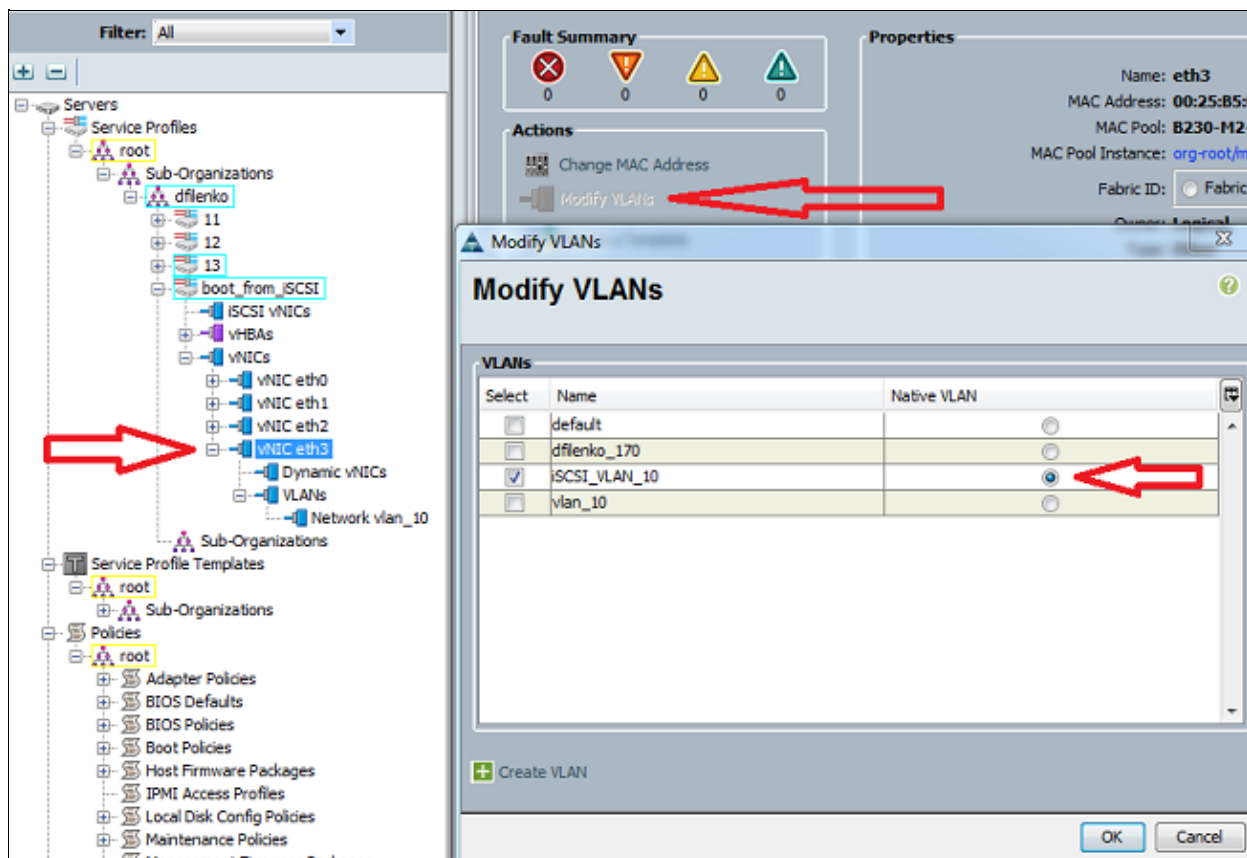 Filter: All
Servers
Service Profiles
root
Sub-Organizations
dfilenko
11
12
13
boot_from_iSCSI
iSCSI vNICs
vHBAs
vNICs
vNIC eth0
vNIC eth1
vNIC eth2
vNIC eth3
Dynamic vNICs
VLANs
Network vlan_10
Sub-Organizations
Service Profile Templates
root
Sub-Organizations
Policies
root
Adapter Policies
BIOS Defaults
BIOS Policies
Boot Policies
Host Firmware Packages
IPMI Access Profiles
Local Disk Config Policies
Maintenance Policies
Fault Summary
0 0 0 0
Actions
Change MAC Address
Modify VLANs
Properties
Name: eth3
MAC Address: 00:25:B5:
MAC Pool: B230-M2-
MAC Pool Instance: org-root/m
Fabric ID: Fabric
Owner: Logical
Modify VLANs
Modify VLANs
VLANs
Select Name Native VLAN
default
dfilenko_170
iSCSI_VLAN_10
vlan_10
Create VLAN
OK Cancel